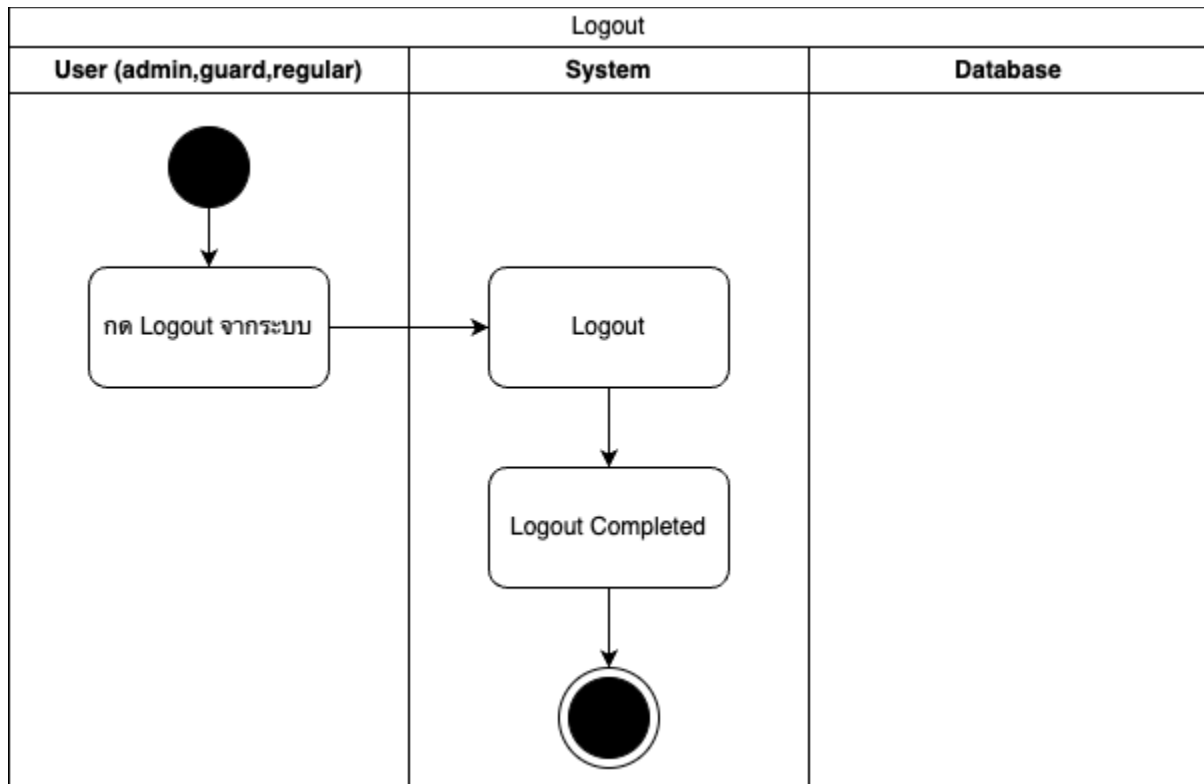 Logout
User (admin,guard,regular)
System
Database
กด Logout จากระบบ
Logout
Logout Completed